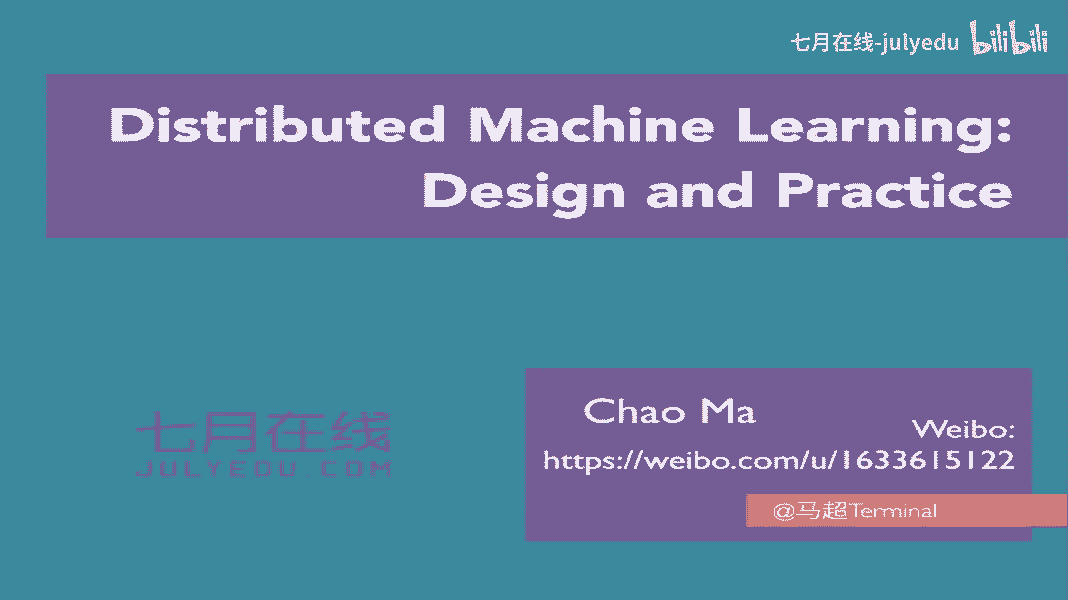 七月在线-julyedu bilibili
Distributed Machine Learning:
Design and Practice
七月在线
JULYEDU.COM
Chao Ma
Weibo:
https://weibo.com/u/1633615122
@马超Terminal